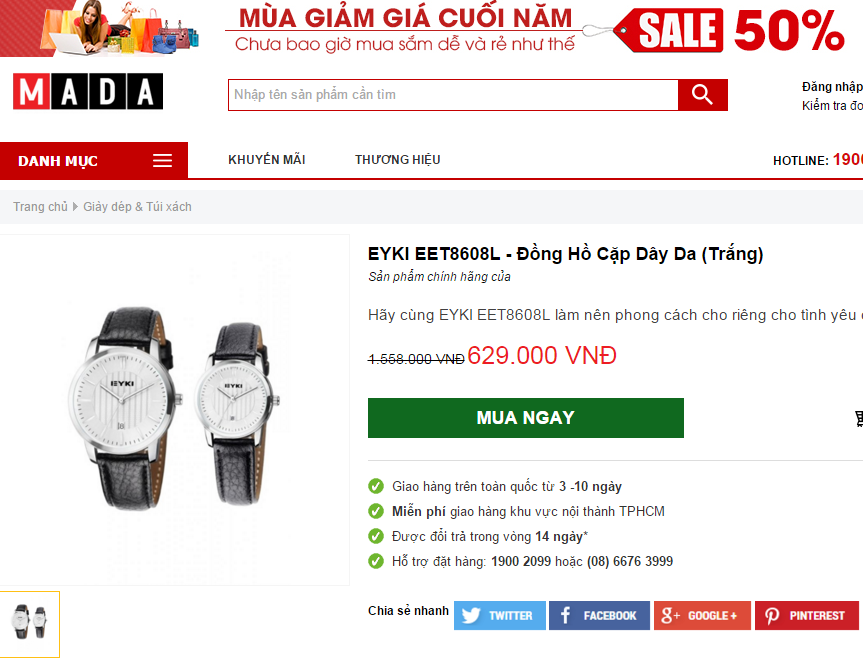 MÙA GIẢM GIÁ CUỐI NĂM
Chưa bao giờ mua sắm dễ và rẻ như thế
SALE 50%
MADA
Nhập tên sản phẩm cần tìm
Đăng nhập
Kiểm tra đơ
DANH MỤC
KHUYẾN MÃI
THƯƠNG HIỆU
HOTLINE: 1900
Trang chủ
Giày dép & Túi xách
EYKI EET8608L - Đồng Hồ Cặp Dây Da (Trắng)
Sản phẩm chính hãng của
Hãy cùng EYKI EET8608L làm nên phong cách cho riêng cho tình yêu
1.558.000 VNĐ 629.000 VNĐ
EYKI
EYKI
MUA NGAY
Giao hàng trên toàn quốc từ 3 -10 ngày
Miễn phí giao hàng khu vực nội thành TPHCM
Được đổi trả trong vòng 14 ngày*
Hỗ trợ đặt hàng: 1900 2099 hoặc (08) 6676 3999
Chia sẻ nhanh
TWITTER
FACEBOOK
GOOGLE +
PINTEREST